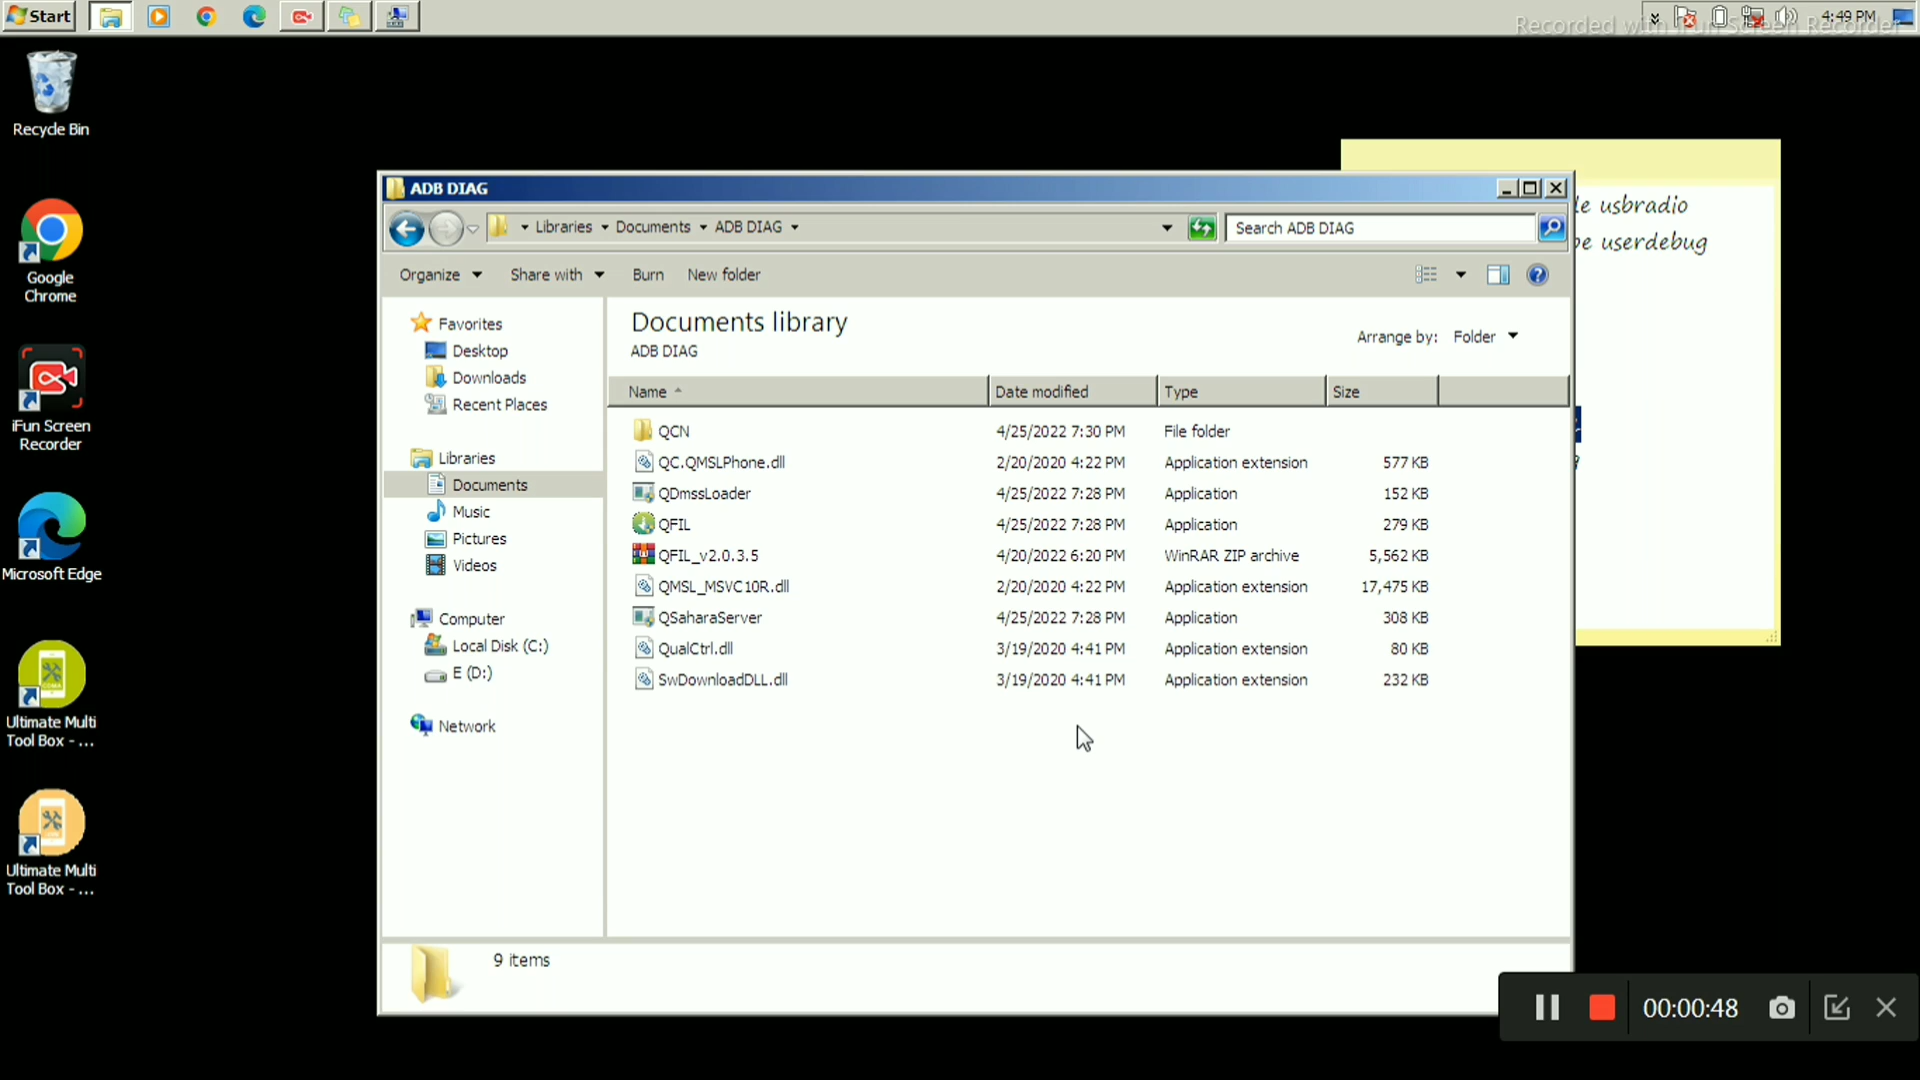 Start
4:49 PM
Recorded with iFun Screen Recorder
Recycle Bin
Google
Chrome
iFun Screen
Recorder
Microsoft Edge
Ultimate Multi
Tool Box - ...
Ultimate Multi
Tool Box - ...
le usbradio
userdebug
ADB DIAG
Libraries Documents ADB DIAG
Search ADB DIAG
Organize Share with Burn New folder
Favorites
Desktop
Downloads
Recent Places
Libraries
Documents
Music
Pictures
Videos
Computer
Local Disk (C:)
E (D:)
Network
Documents library
ADB DIAG
Arrange by: Folder
Name Date modified Type Size
QCN 4/25/2022 7:30 PM File folder
QC.QMSLPhone.dll 2/20/2020 4:22 PM Application extension 577 KB
QDmssLoader 4/25/2022 7:28 PM Application 152 KB
QFIL 4/25/2022 7:28 PM Application 279 KB
QFIL_v2.0.3.5 4/20/2022 6:20 PM WinRAR ZIP archive 5,562 KB
QMSL_MSVC10R.dll 2/20/2020 4:22 PM Application extension 17,475 KB
QSaharaServer 4/25/2022 7:28 PM Application 308 KB
QualCtrl.dll 3/19/2020 4:41 PM Application extension 80 KB
SwDownloadDLL.dll 3/19/2020 4:41 PM Application extension 232 KB
9 items
00:00:48